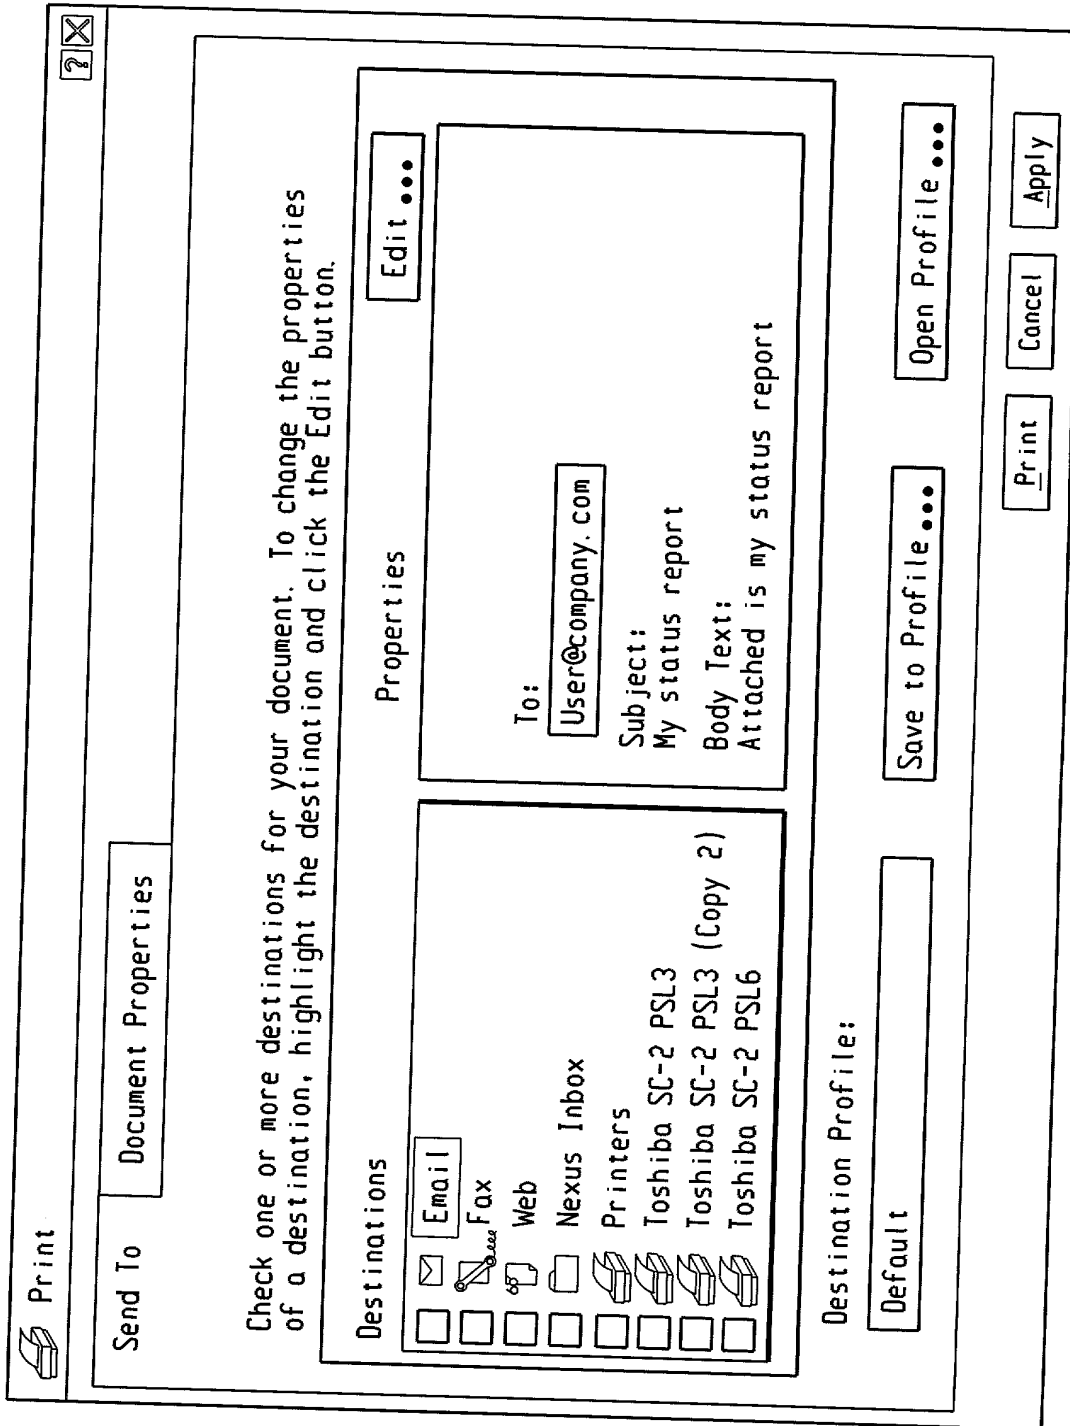 Print
? X
Send To
Document Properties
Check one or more destinations for your document. To change the properties
of a destination, highlight the destination and click the Edit button.
Destinations
Email
Fax
Web
Nexus Inbox
Printers
Toshiba SC-2 PSL3
Toshiba SC-2 PSL3 (Copy 2)
Toshiba SC-2 PSL6
Properties
Edit...
To:
User@company.com
Subject:
My status report
Body Text:
Attached is my status report
Destination Profile:
Default
Save to Profile...
Open Profile...
Print
Cancel
Apply